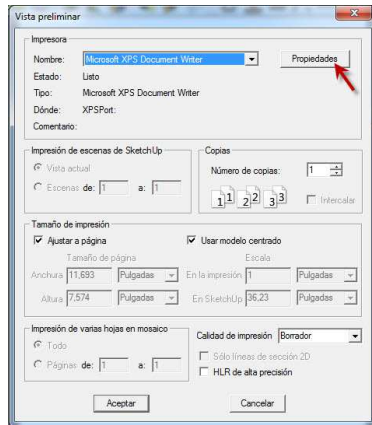 Vista preliminar
Impresora
Nombre: Microsoft XPS Document Writer Propiedades
Estado: Listo
Tipo: Microsoft XPS Document Writer
Dónde: XPSPort:
Comentario:
Impresión de escenas de SketchUp
Vista actual
Escenas de: 1 a: 1
Copias
Número de copias: 1
1 1 2 2 3 3 Intercalar
Tamaño de impresión
Ajustar a página Usar modelo centrado
Tamaño de página Escala
Anchura 11,693 Pulgadas En la impresión 1 Pulgadas
Altura 7,574 Pulgadas En SketchUp 36,23 Pulgadas
Impresión de varias hojas en mosaico
Todo
Páginas de: 1 a: 1
Calidad de impresión Borrador
Sólo líneas de sección 2D
HLR de alta precisión
Aceptar Cancelar